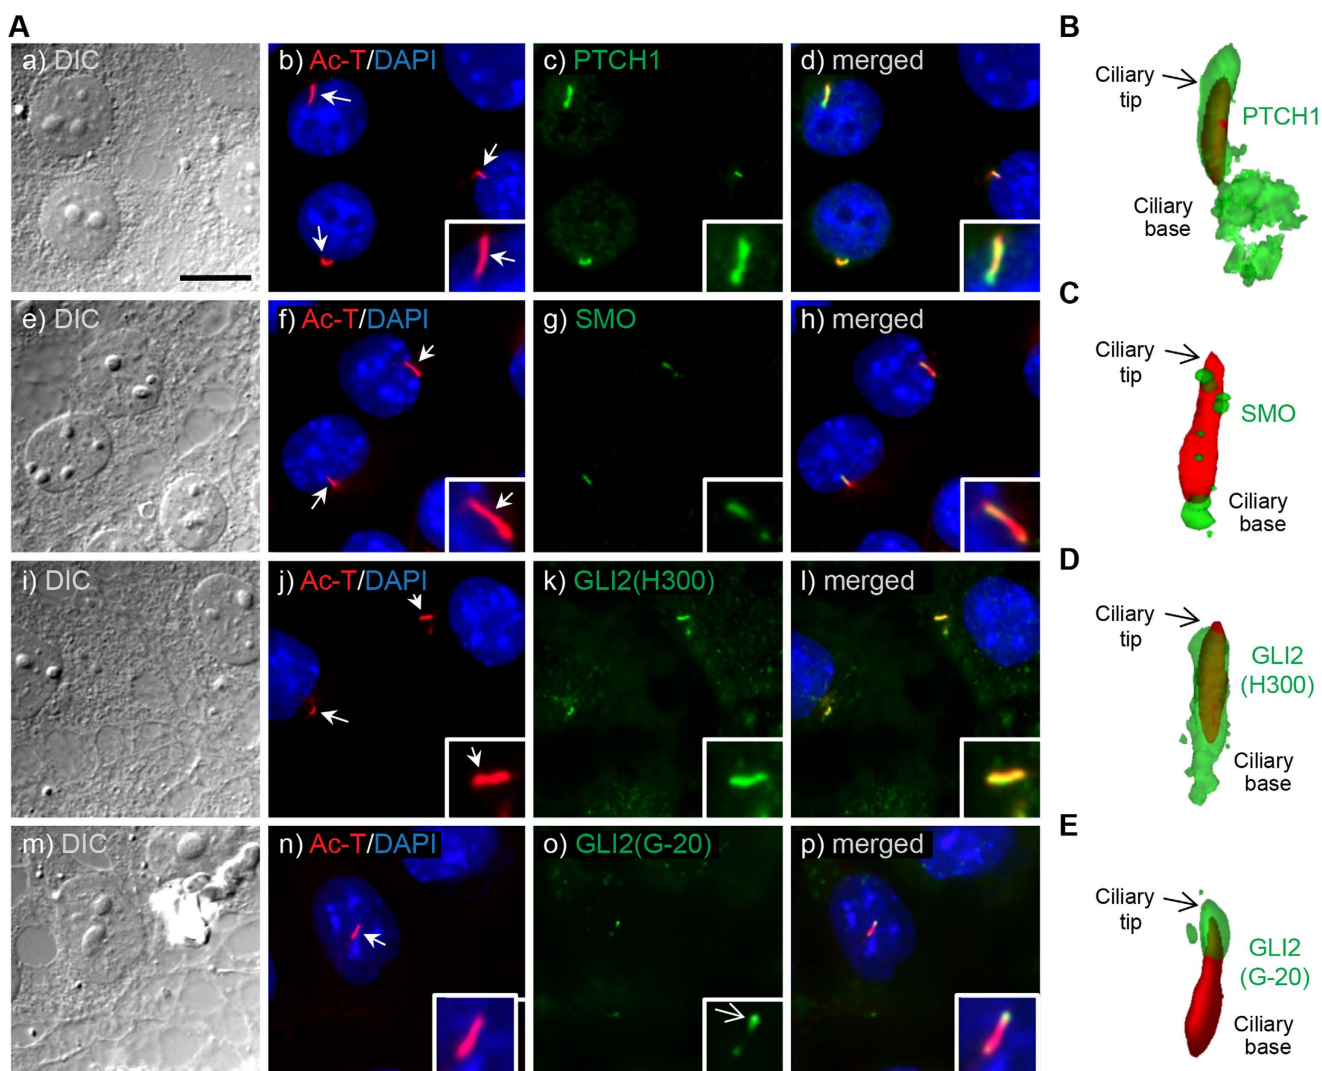 A
a) DIC
b) Ac-T/DAPI
c) PTCH1
d) merged
e) DIC
f) Ac-T/DAPI
g) SMO
h) merged
i) DIC
j) Ac-T/DAPI
k) GLI2(H300)
l) merged
m) DIC
n) Ac-T/DAPI
o) GLI2(G-20)
p) merged
B
Ciliary
tip
PTCH1
Ciliary
base
C
Ciliary
tip
SMO
Ciliary
base
D
Ciliary
tip
GLI2
(H300)
Ciliary
base
E
Ciliary
tip
GLI2
(G-20)
Ciliary
base